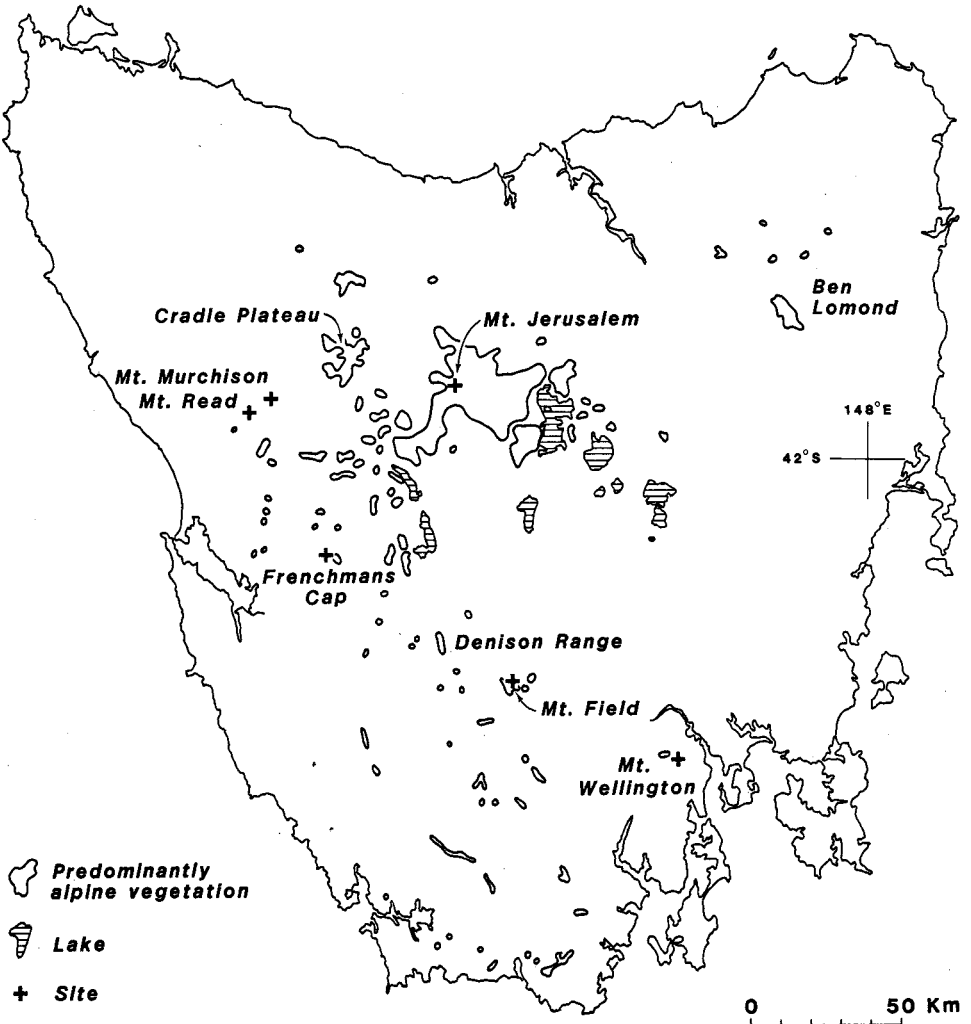 Ben
Lomond
Cradle Plateau
Mt. Jerusalem
Mt. Murchison
Mt. Read
148°E
42°S
Frenchmans
Cap
Denison Range
Mt. Field
Mt.
Wellington
Predominantly
alpine vegetation
Lake
Site
0 50 Km